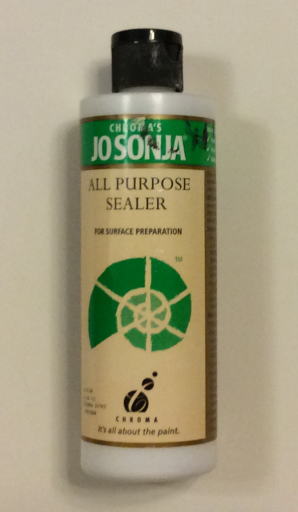 CHROMA'S
JO SONJA®
ALL PURPOSE
SEALER
FOR SURFACE PREPARATION
TM
CHROMA
It's all about the paint.